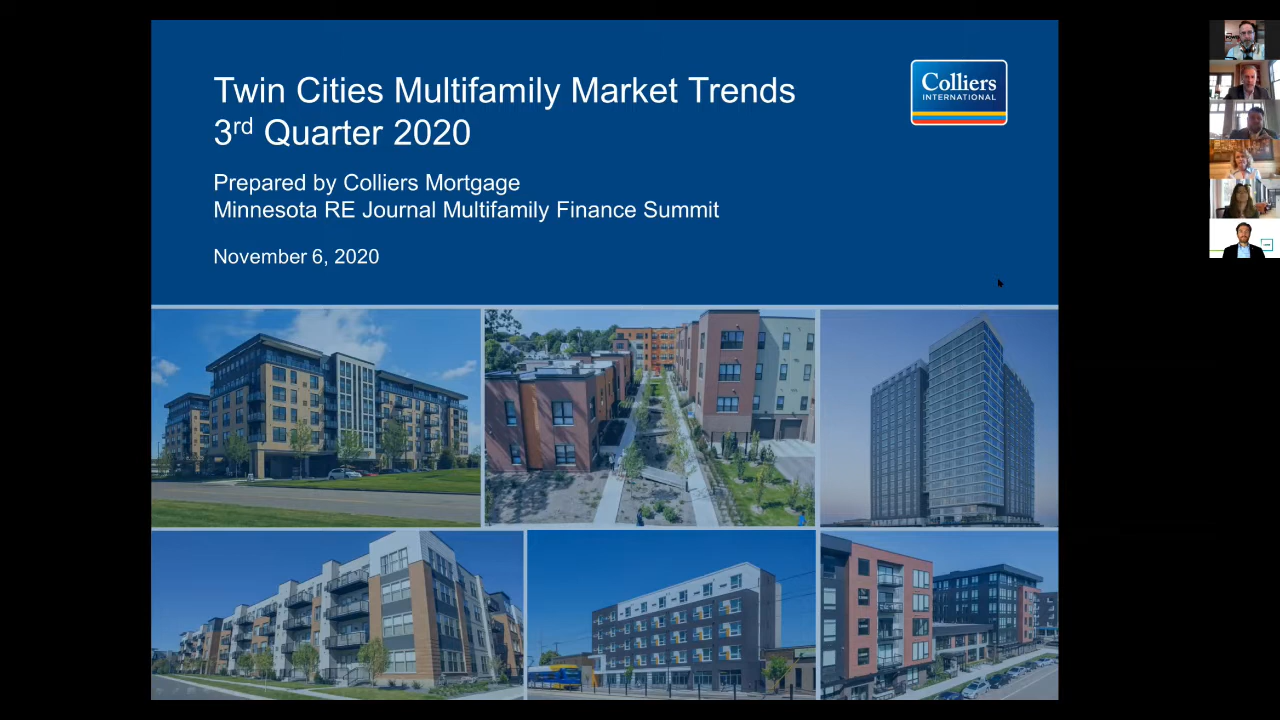 Twin Cities Multifamily Market Trends
3rd Quarter 2020
Prepared by Colliers Mortgage
Minnesota RE Journal Multifamily Finance Summit
November 6, 2020
Colliers
INTERNATIONAL